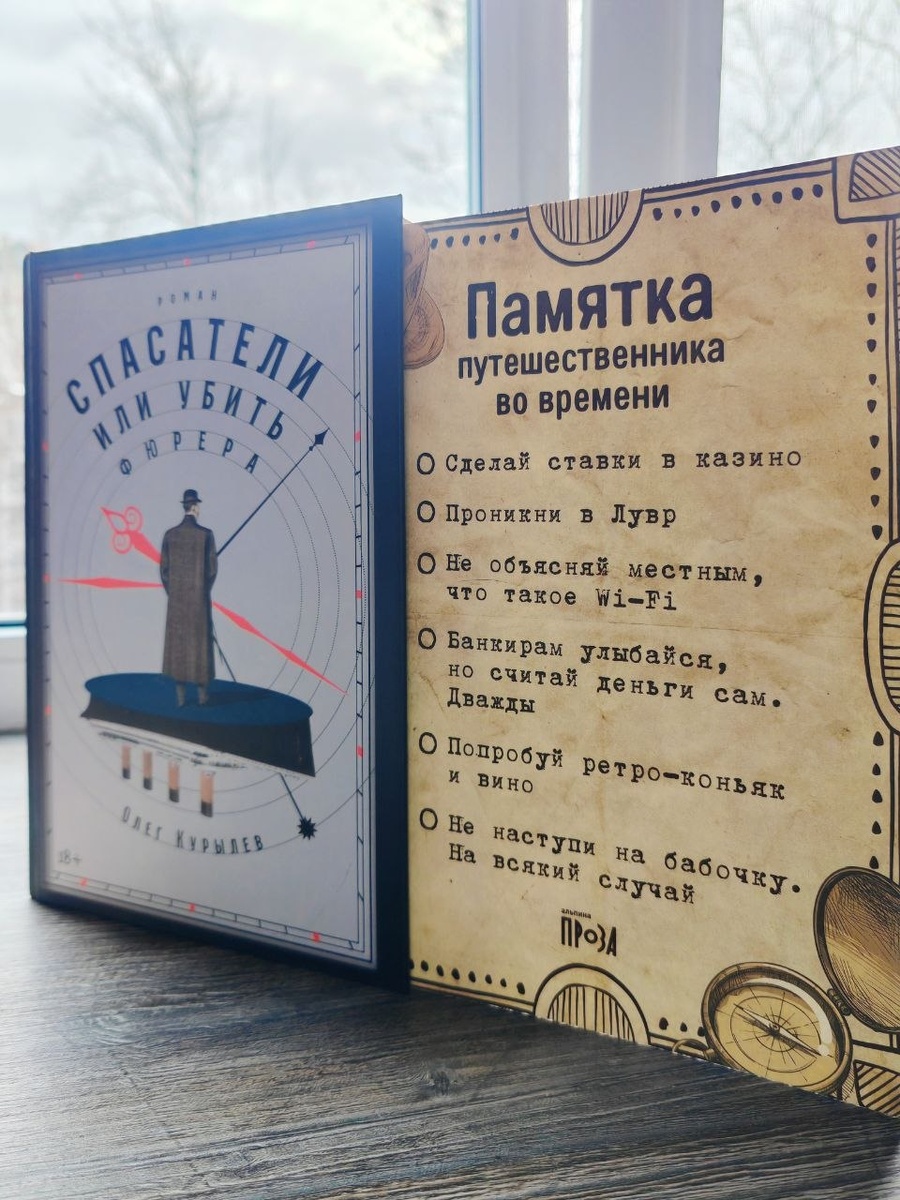 РОМАН
СПАСАТЕЛИ
ИЛИ УБИТЬ
ФЮРЕРА
Олег Курылев
18+
Памятка
путешественника
во времени
Сделай ставки в казино
Проникни в Лувр
Не объясняй местным,
что такое Wi-Fi
Банкирам улыбайся,
но считай деньги сам.
Дважды
Попробуй ретро-коньяк
и вино
Не наступи на бабочку.
На всякий случай
альпина
ПРОЗА